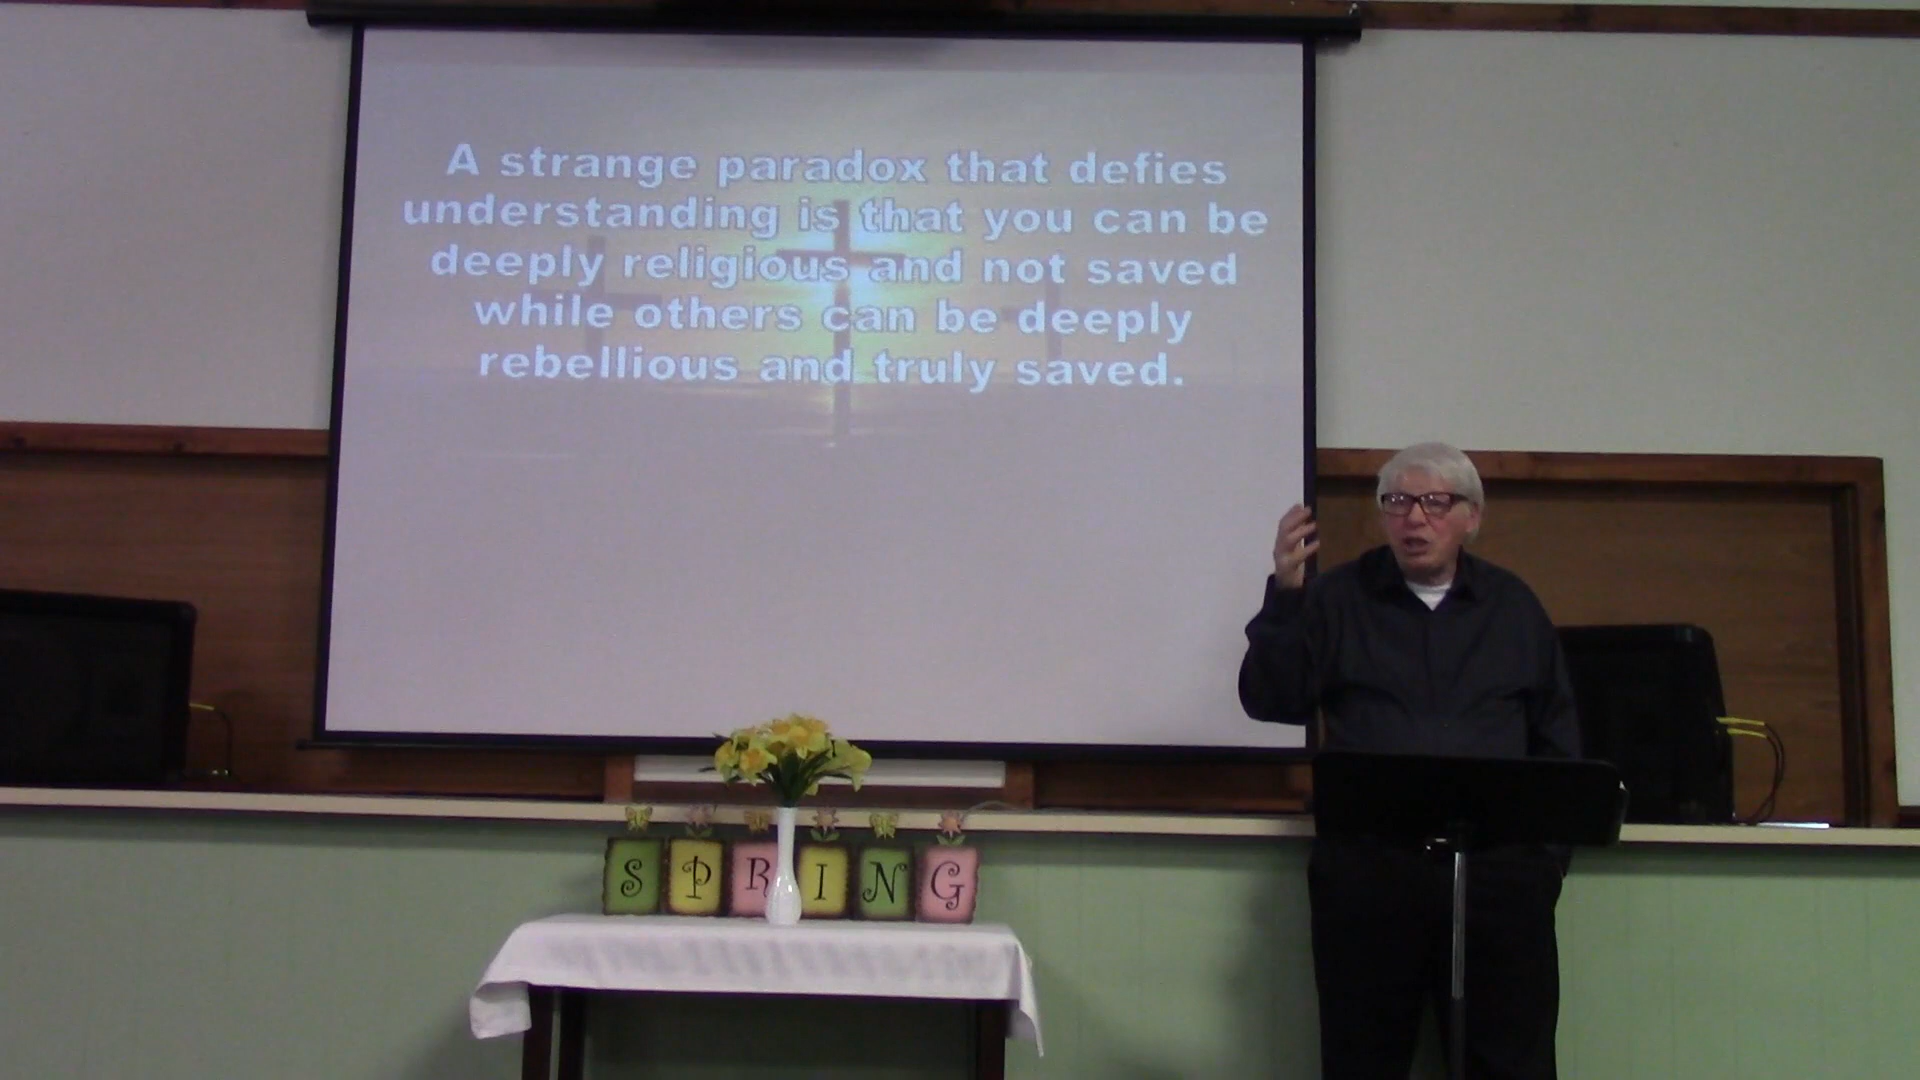 A strange paradox that defies
understanding is that you can be
deeply religious and not saved
while others can be deeply
rebellious and truly saved.
SPRING